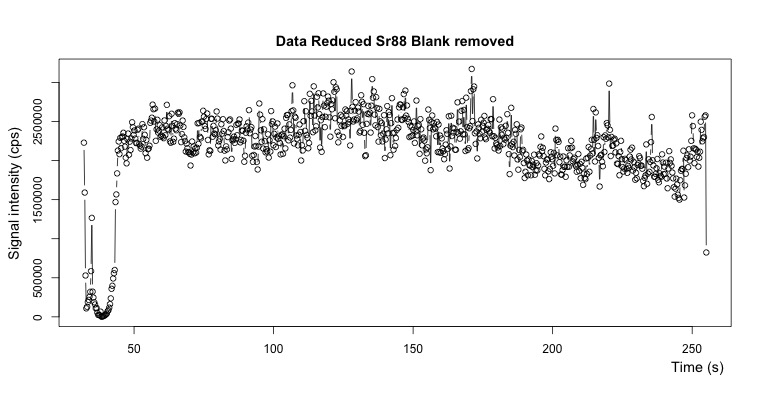 Data Reduced Sr88 Blank removed
Signal intensity (cps)
2500000
1500000
500000
0
50 100 150 200 250
Time (s)